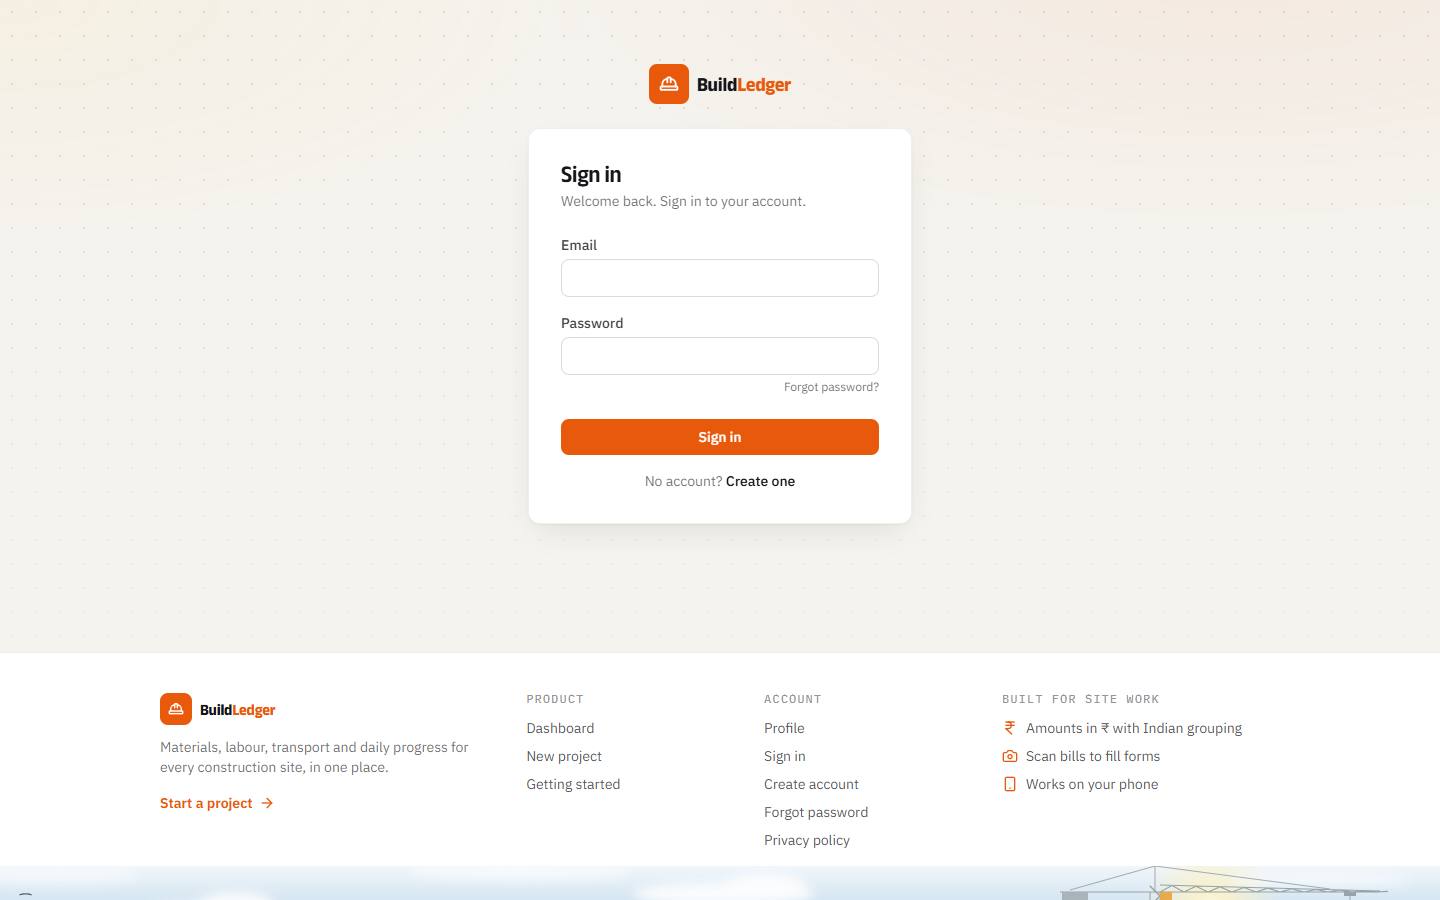 BuildLedger
Sign in
Welcome back. Sign in to your account.
Email
Password
Forgot password?
Sign in
No account? Create one
BuildLedger
Materials, labour, transport and daily progress for
every construction site, in one place.
Start a project
PRODUCT
Dashboard
New project
Getting started
ACCOUNT
Profile
Sign in
Create account
Forgot password
Privacy policy
BUILT FOR SITE WORK
₹ Amounts in ₹ with Indian grouping
Scan bills to fill forms
Works on your phone